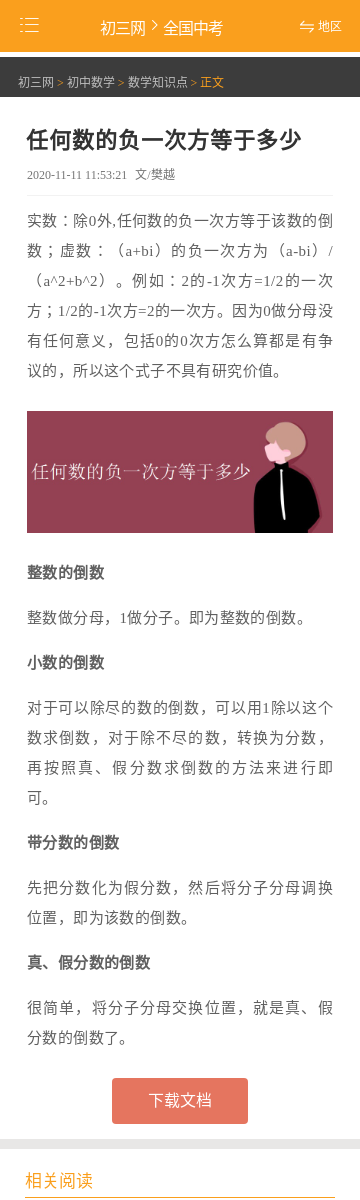 初三网 > 全国中考
地区
初三网 > 初中数学 > 数学知识点 > 正文
任何数的负一次方等于多少
2020-11-11 11:53:21 文/樊越
实数：除0外,任何数的负一次方等于该数的倒
数；虚数：（a+bi）的负一次方为（a-bi）/
（a^2+b^2）。例如：2的-1次方=1/2的一次
方；1/2的-1次方=2的一次方。因为0做分母没
有任何意义，包括0的0次方怎么算都是有争
议的，所以这个式子不具有研究价值。
任何数的负一次方等于多少
整数的倒数
整数做分母，1做分子。即为整数的倒数。
小数的倒数
对于可以除尽的数的倒数，可以用1除以这个
数求倒数，对于除不尽的数，转换为分数，
再按照真、假分数求倒数的方法来进行即
可。
带分数的倒数
先把分数化为假分数，然后将分子分母调换
位置，即为该数的倒数。
真、假分数的倒数
很简单，将分子分母交换位置，就是真、假
分数的倒数了。
下载文档
相关阅读